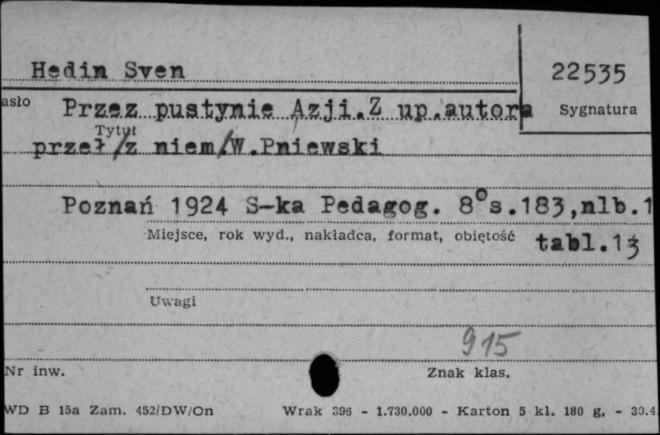 Hedin Sven
22535
asło Przez pustynie Azji.Z up.autora
Sygnatura
Tytuł
przeł/z niem/W.Pniewski
Poznań 1924 S-ka Pedagog. 8°s.183,nlb.1
Miejsce, rok wyd., nakładca, format, objętość
tabl.13
Uwagi
915
Nr inw.
Znak klas.
WD B 15a Zam. 452/DW/On Wrak 396 - 1.730.000 - Karton 5 kl. 180 g, - 30.4